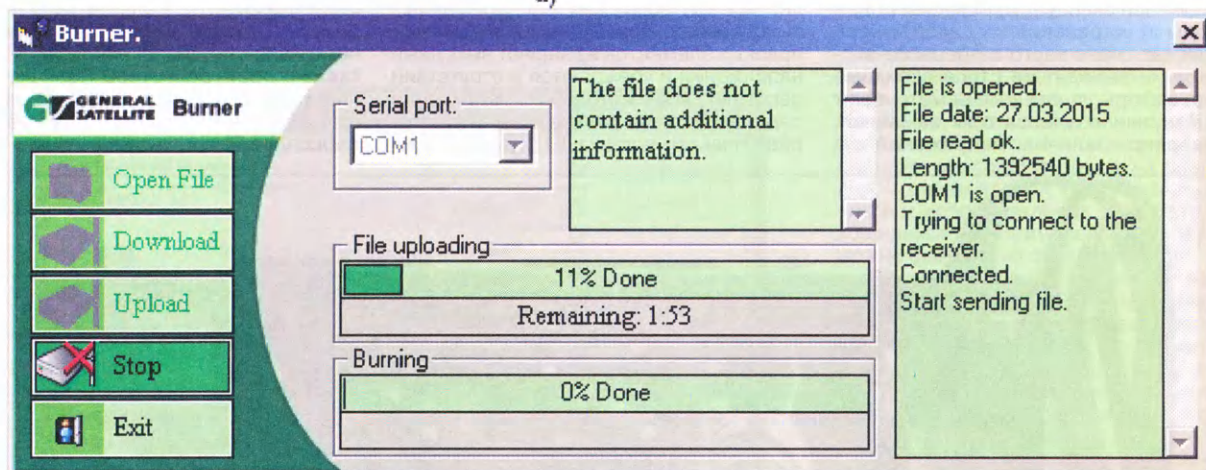 Burner.
GENERAL
SATELLITE
Burner
Open File
Download
Upload
Stop
Exit
Serial port:
COM1
The file does not
contain additional
information.
File uploading
11% Done
Remaining: 1:53
Burning
0% Done
File is opened.
File date: 27.03.2015
File read ok.
Length: 1392540 bytes.
COM1 is open.
Trying to connect to the
receiver.
Connected.
Start sending file.